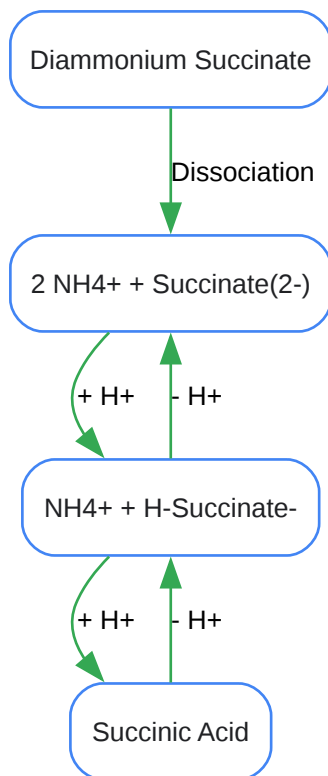 Diammonium Succinate
Dissociation
2 NH4+ + Succinate(2-)
+ H+
- H+
NH4+ + H-Succinate-
+ H+
- H+
Succinic Acid